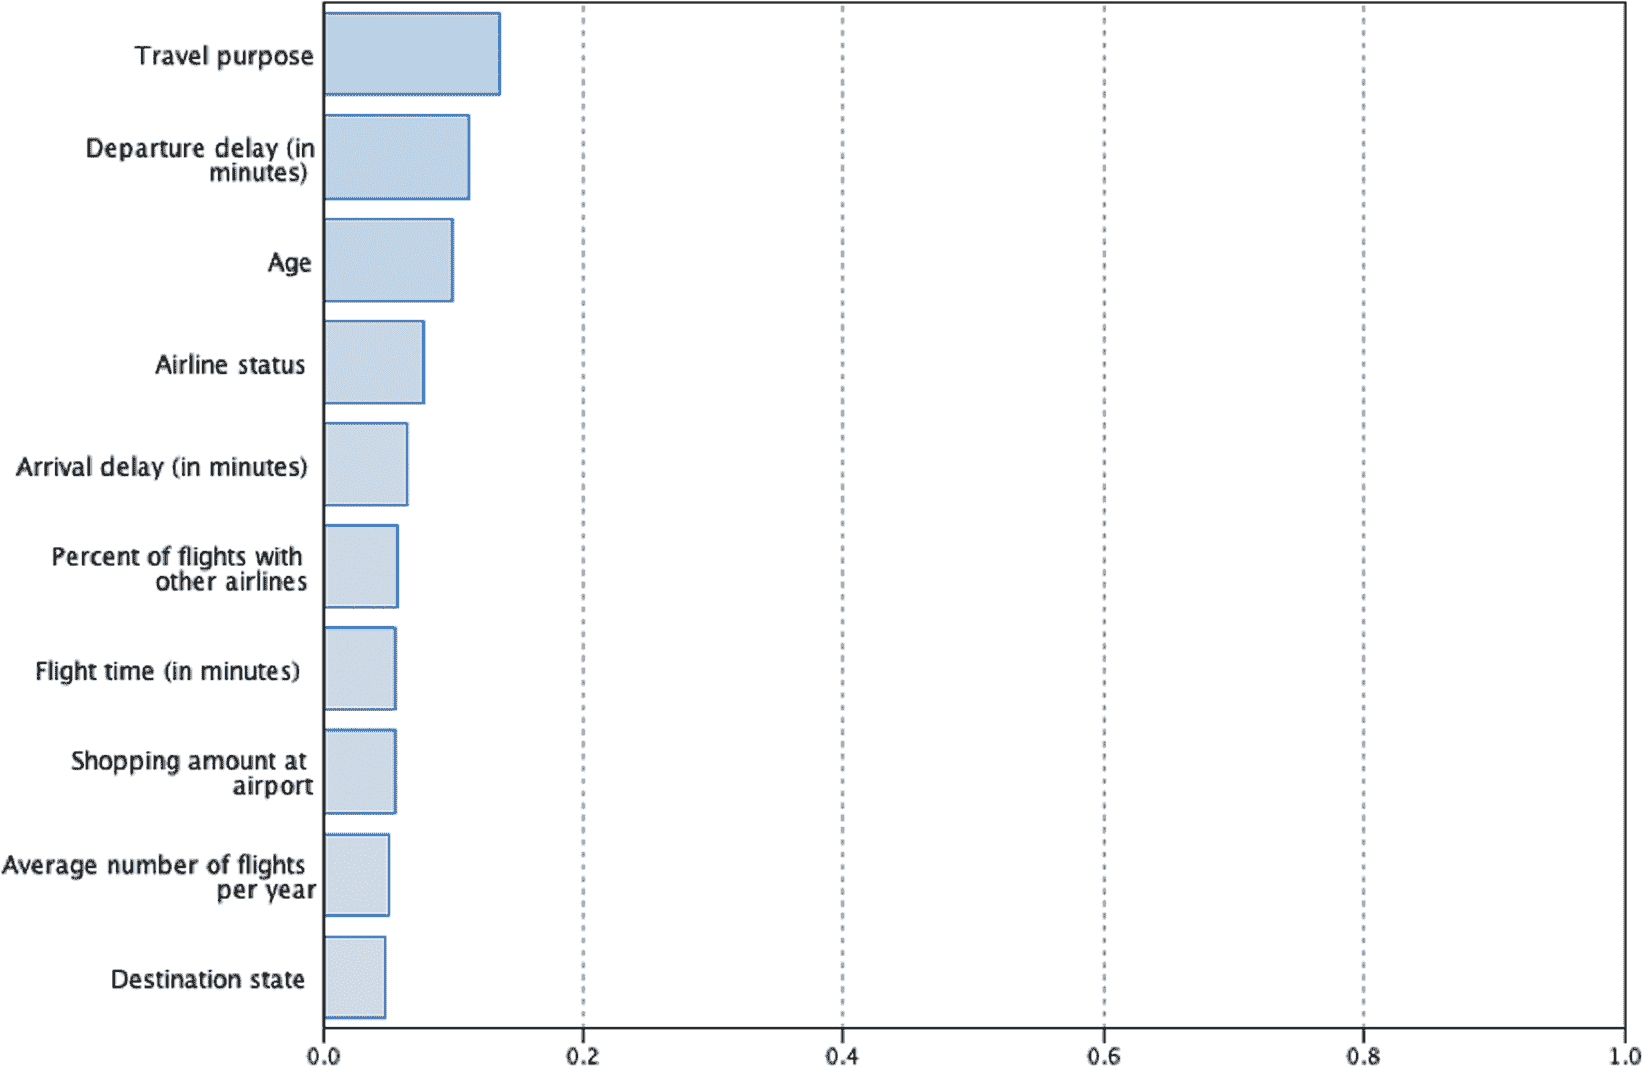 Travel purpose
Departure delay (in
minutes)
Age
Airline status
Arrival delay (in minutes)
Percent of flights with
other airlines
Flight time (in minutes)
Shopping amount at
airport
Average number of flights
per year
Destination state
0.0 0.2 0.4 0.6 0.8 1.0